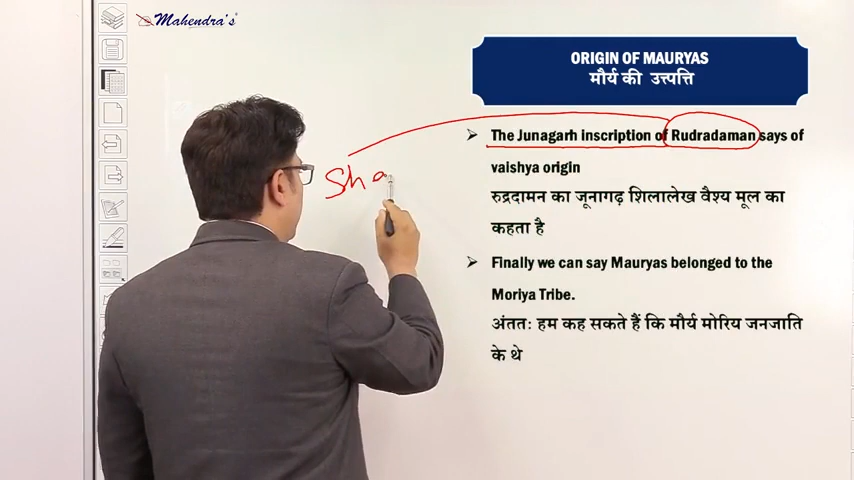 Mahendra's
ORIGIN OF MAURYAS
मौर्य की उत्त्पत्ति
The Junagarh inscription of Rudradaman says of
vaishya origin
रुद्रदामन का जूनागढ़ शिलालेख वैश्य मूल का
कहता है
Finally we can say Mauryas belonged to the
Moriya Tribe.
अंततः हम कह सकते हैं कि मौर्य मोरिय जनजाति
के थे
Sha